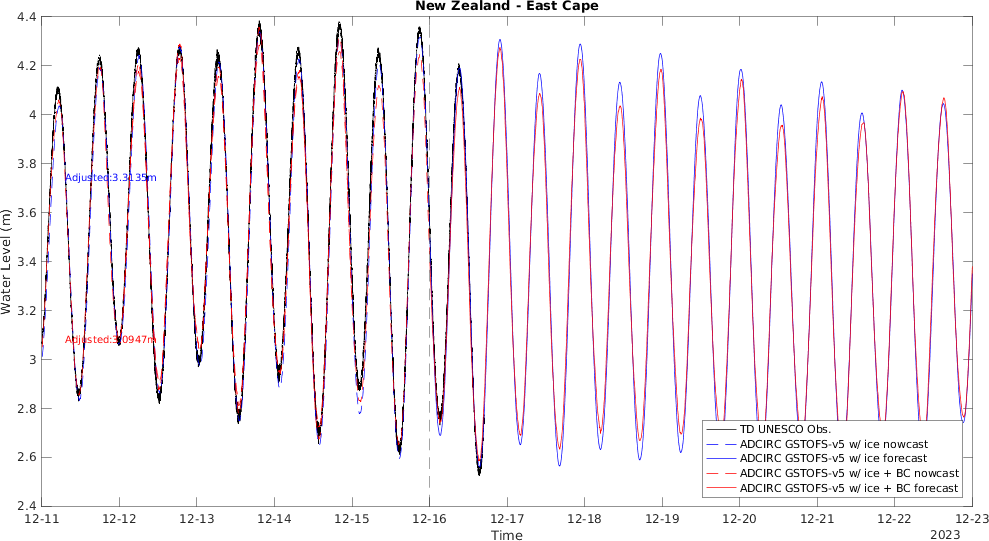 New Zealand - East Cape
4.4
4.2
4
3.8
3.6
3.4
3.2
3
2.8
2.6
2.4
Water Level (m)
Adjusted:3.3135m
Adjusted:3.0947m
TD UNESCO Obs.
ADCIRC GSTOFS-v5 w/ ice nowcast
ADCIRC GSTOFS-v5 w/ ice forecast
ADCIRC GSTOFS-v5 w/ ice + BC nowcast
ADCIRC GSTOFS-v5 w/ ice + BC forecast
12-11 12-12 12-13 12-14 12-15 12-16 12-17 12-18 12-19 12-20 12-21 12-22 12-23
Time
2023